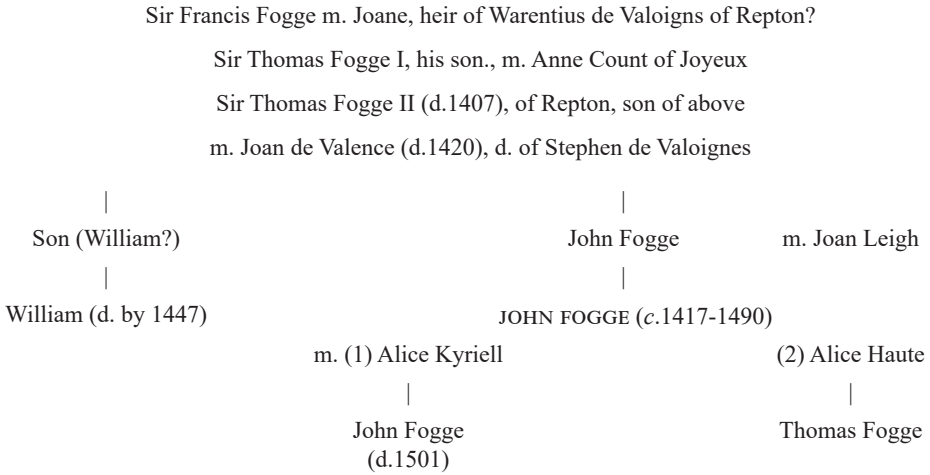 Sir Francis Fogge m. Joane, heir of Warentius de Valoigns of Repton?
Sir Thomas Fogge I, his son., m. Anne Count of Joyeux
Sir Thomas Fogge II (d.1407), of Repton, son of above
m. Joan de Valence (d.1420), d. of Stephen de Valoignes
| |
Son (William?) John Fogge m. Joan Leigh
| |
William (d. by 1447) JOHN FOGGE (c.1417-1490)
m. (1) Alice Kyriell (2) Alice Haute
| |
John Fogge Thomas Fogge
(d.1501)